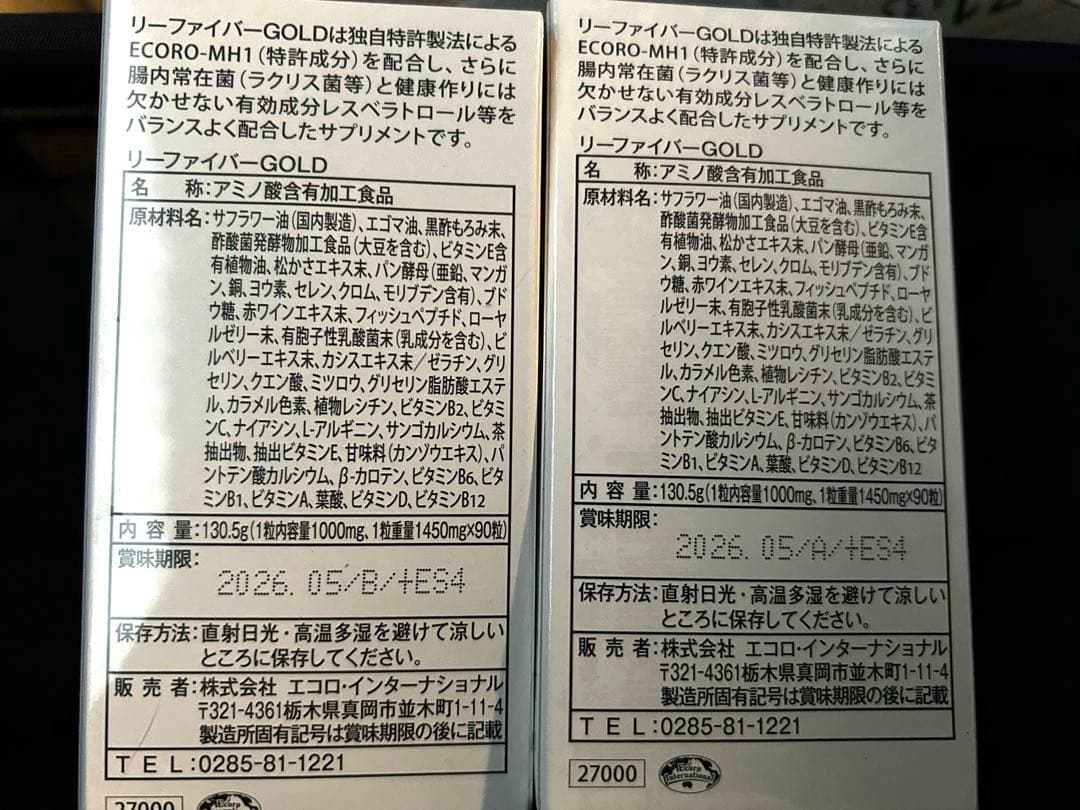 リーファイバーGOLDは独自特許製法による
ECORO-MH1(特許成分)を配合し、さらに
腸内常在菌(ラクリス菌等)と健康作りには
欠かせない有効成分レスベラトロール等を
バランスよく配合したサプリメントです。
リーファイバーGOLD
名 称:アミノ酸含有加工食品
原材料名:サフラワー油(国内製造)、エゴマ油、黒酢もろみ末、
酢酸菌発酵物加工食品(大豆を含む)、ビタミンE含
有植物油、松かさエキス末、パン酵母(亜鉛、マンガ
ン、銅、ヨウ素、セレン、クロム、モリブデン含有)、ブド
ウ糖、赤ワインエキス末、フィッシュペプチド、ローヤ
ルゼリー末、有胞子性乳酸菌末(乳成分を含む)、ビ
ルベリーエキス末、カシスエキス末/ゼラチン、グリ
セリン、クエン酸、ミツロウ、グリセリン脂肪酸エステ
ル、カラメル色素、植物レシチン、ビタミンB2、ビタミ
ンC、ナイアシン、L-アルギニン、サンゴカルシウム、茶
抽出物、抽出ビタミンE、甘味料(カンゾウエキス)、パ
ントテン酸カルシウム、β-カロテン、ビタミンB6、ビタ
ミンB1、ビタミンA、葉酸、ビタミンD、ビタミンB12
内 容 量:130.5g(1粒内容量1000mg、1粒重量1450mg×90粒)
賞味期限:
2026.05/B/+ES4
保存方法:直射日光・高温多湿を避けて涼しい
ところに保存してください。
販 売 者:株式会社 エコロ・インターナショナル
〒321-4361栃木県真岡市並木町1-11-4
製造所固有記号は賞味期限の後に記載
TEL:0285-81-1221
27000
Ecorp
リーファイバーGOLDは独自特許製法による
ECORO-MH1(特許成分)を配合し、さらに
腸内常在菌(ラクリス菌等)と健康作りには
欠かせない有効成分レスベラトロール等を
バランスよく配合したサプリメントです。
リーファイバーGOLD
名 称:アミノ酸含有加工食品
原材料名:サフラワー油(国内製造)、エゴマ油、黒酢もろみ末、
酢酸菌発酵物加工食品(大豆を含む)、ビタミンE含
有植物油、松かさエキス末、パン酵母(亜鉛、マンガ
ン、銅、ヨウ素、セレン、クロム、モリブデン含有)、ブド
ウ糖、赤ワインエキス末、フィッシュペプチド、ローヤ
ルゼリー末、有胞子性乳酸菌末(乳成分を含む)、ビ
ルベリーエキス末、カシスエキス末/ゼラチン、グリ
セリン、クエン酸、ミツロウ、グリセリン脂肪酸エステ
ル、カラメル色素、植物レシチン、ビタミンB2、ビタミ
ンC、ナイアシン、L-アルギニン、サンゴカルシウム、茶
抽出物、抽出ビタミンE、甘味料(カンゾウエキス)、パ
ントテン酸カルシウム、β-カロテン、ビタミンB6、ビタ
ミンB1、ビタミンA、葉酸、ビタミンD、ビタミンB12
内 容 量:130.5g(1粒内容量1000mg、1粒重量1450mg×90粒)
賞味期限:
2026.05/A/+ES4
保存方法:直射日光・高温多湿を避けて涼しい
ところに保存してください。
販 売 者:株式会社 エコロ・インターナショナル
〒321-4361栃木県真岡市並木町1-11-4
製造所固有記号は賞味期限の後に記載
TEL:0285-81-1221
27000
Ecorp
International